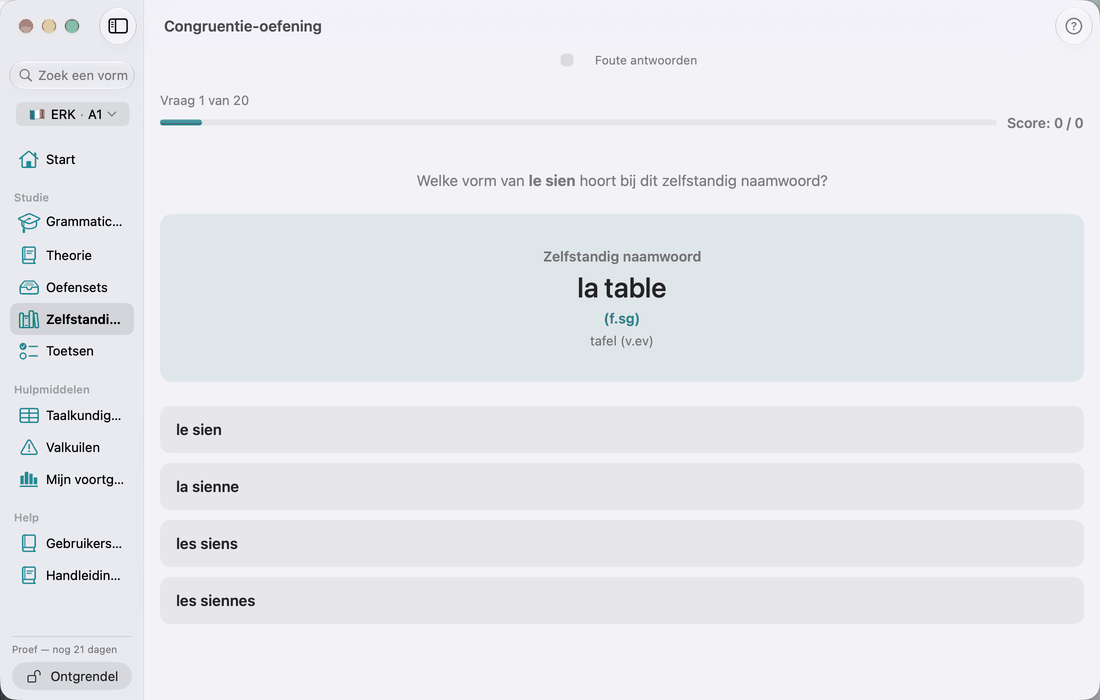 Congruentie-oefening
?
Zoek een vorm
ERK · A1
Start
Studie
Grammatic...
Theorie
Oefensets
Zelfstandi...
Toetsen
Hulpmiddelen
Taalkundig...
Valkuilen
Mijn voortg...
Help
Gebruikers...
Handleidin...
Proef — nog 21 dagen
Ontgrendel
Foute antwoorden
Vraag 1 van 20
Score: 0 / 0
Welke vorm van le sien hoort bij dit zelfstandig naamwoord?
Zelfstandig naamwoord
la table
(f.sg)
tafel (v.ev)
le sien
la sienne
les siens
les siennes